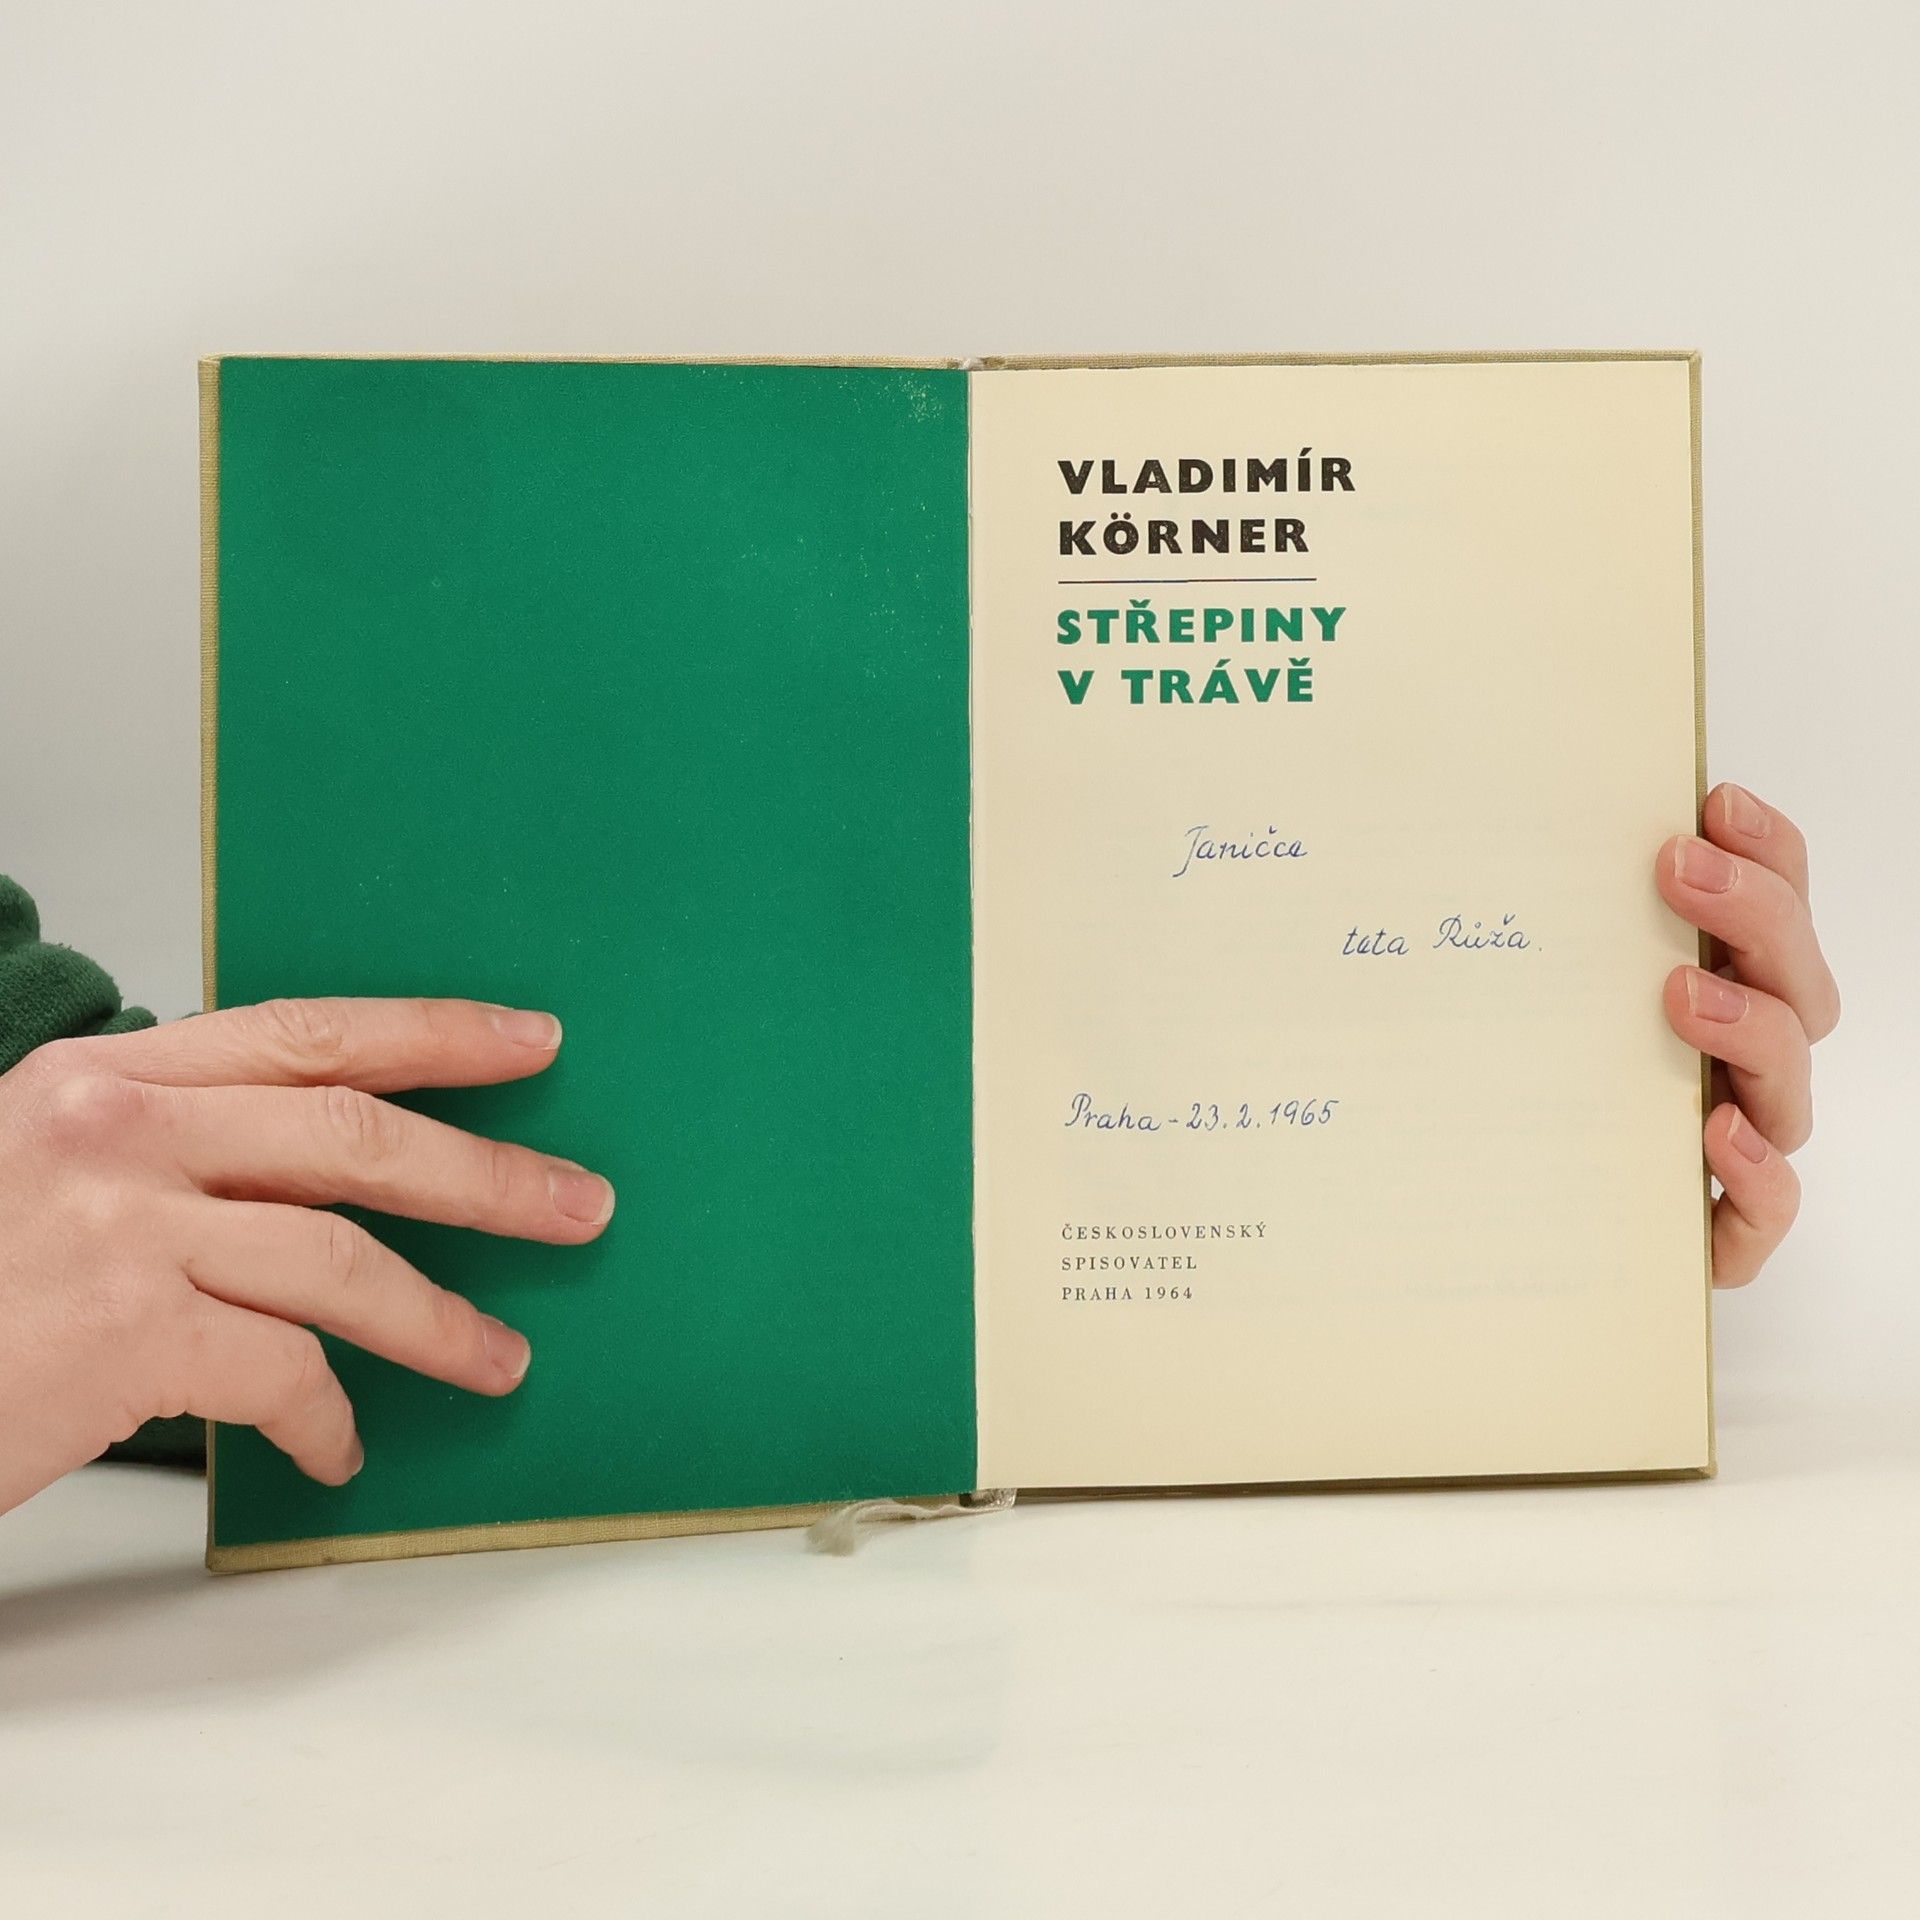 VLADIMÍR
KÖRNER
STŘEPINY
V TRÁVĚ
Janičce
teta Růža.
Praha - 23. 2. 1965
ČESKOSLOVENSKÝ
SPISOVATEL
PRAHA 1964